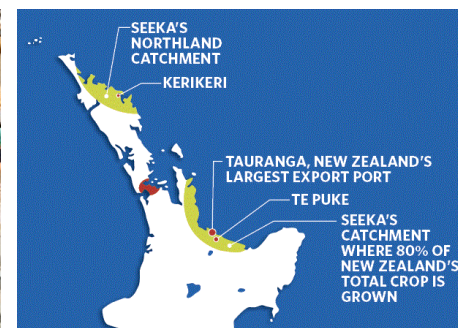 SEEKA'S
NORTHLAND
CATCHMENT
KERIKERI
TAURANGA, NEW ZEALAND'S
LARGEST EXPORT PORT
TE PUKE
SEEKA'S
CATCHMENT
WHERE 80% OF
NEW ZEALAND'S
TOTAL CROP IS
GROWN